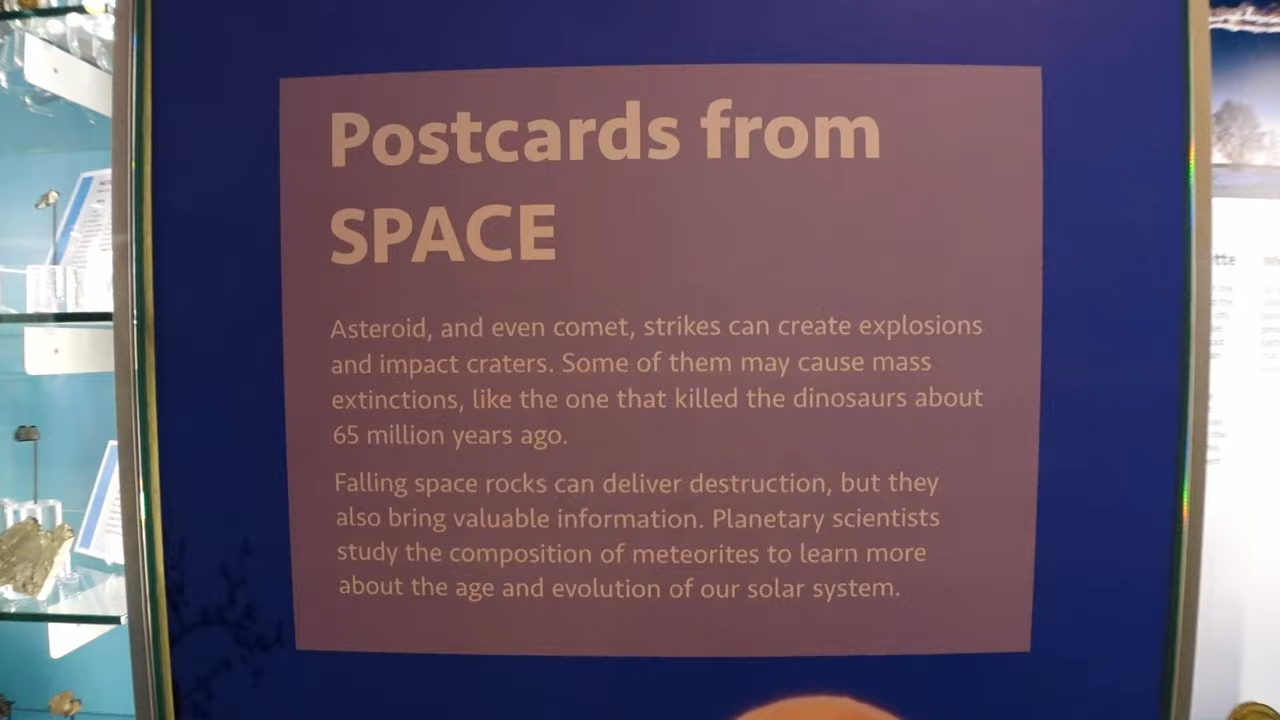 Postcards from
SPACE
Asteroid, and even comet, strikes can create explosions
and impact craters. Some of them may cause mass
extinctions, like the one that killed the dinosaurs about
65 million years ago.
Falling space rocks can deliver destruction, but they
also bring valuable information. Planetary scientists
study the composition of meteorites to learn more
about the age and evolution of our solar system.